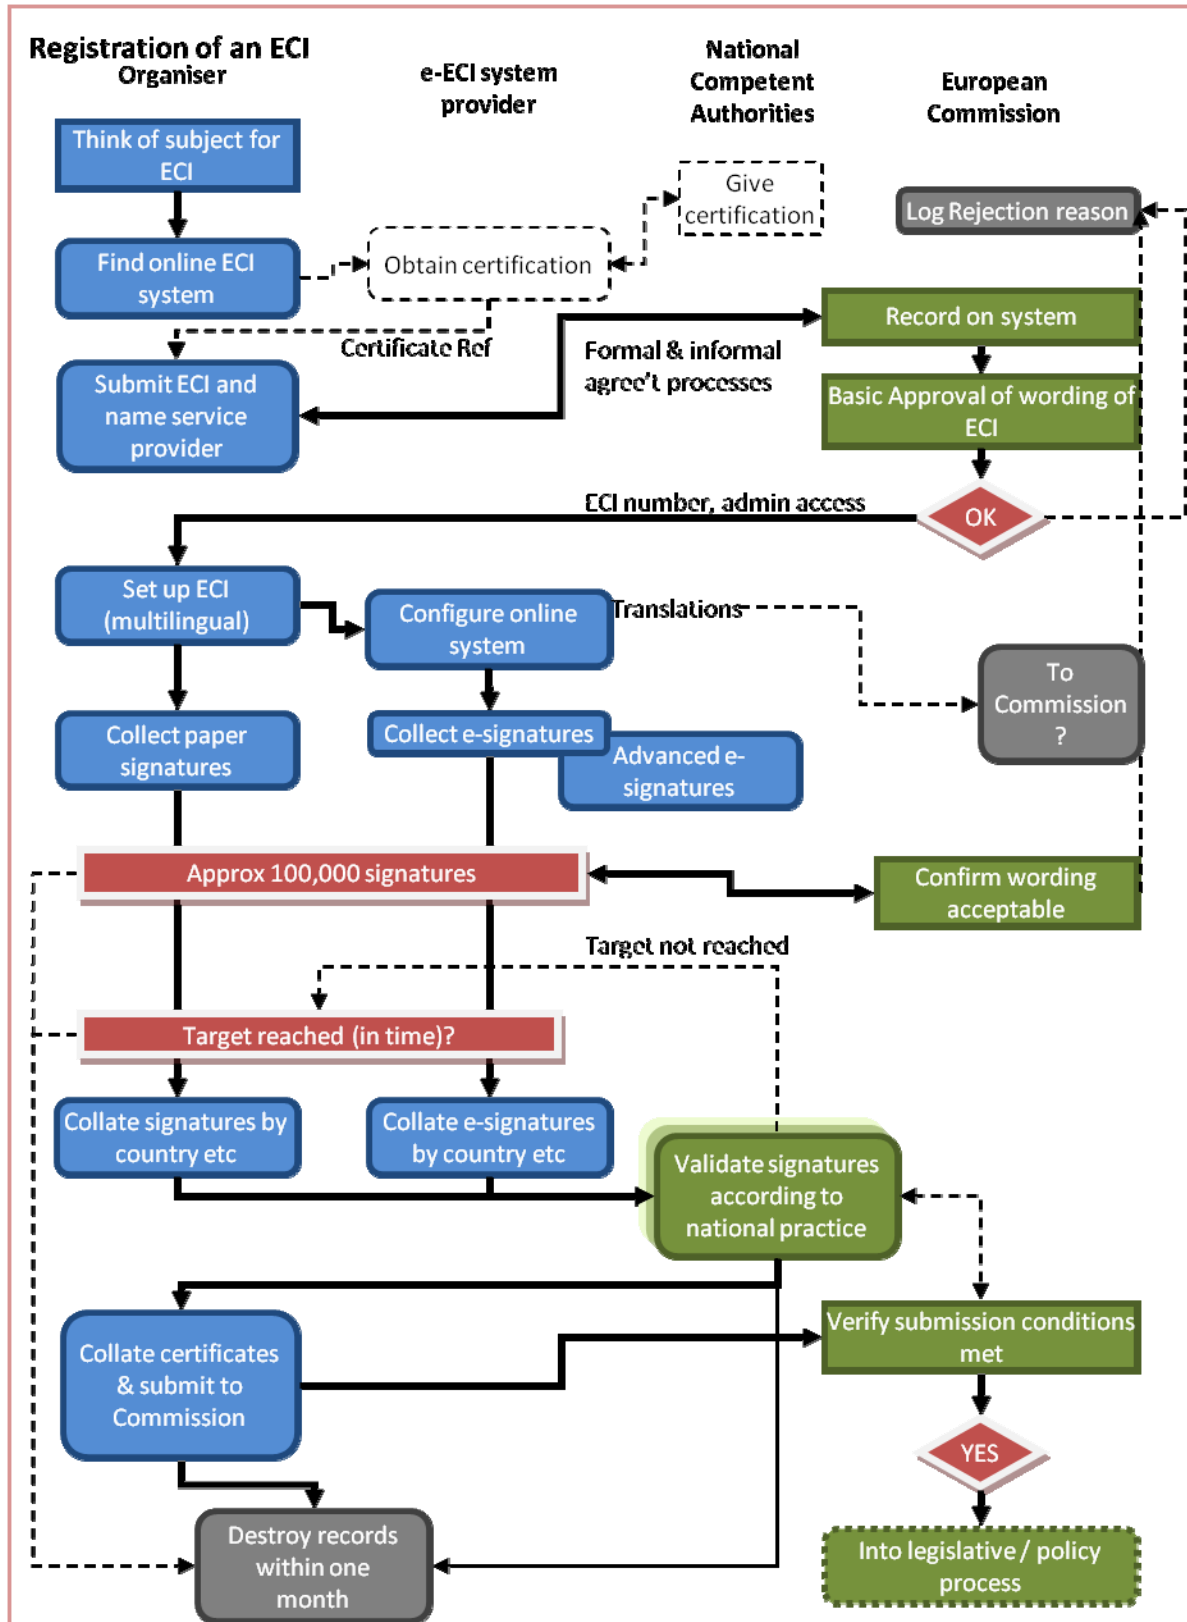 Registration of an ECI
Organiser
e-ECI system
provider
National
Competent
Authorities
European
Commission
Think of subject for
ECI
Give
certification
Log Rejection reason
Find online ECI
system
Obtain certification
Record on system
Certificate Ref
Formal & informal
agree't processes
Submit ECI and
name service
provider
Basic Approval of wording of
ECI
ECI number, admin access
OK
Set up ECI
(multilingual)
Configure online
system
Translations
To
Commission
?
Collect paper
signatures
Collect e-signatures
Advanced e-
signatures
Approx 100,000 signatures
Confirm wording
acceptable
Target not reached
Target reached (in time)?
Collate signatures by
country etc
Collate e-signatures
by country etc
Validate signatures
according to
national practice
Verify submission conditions
met
Collate certificates
& submit to
Commission
YES
Destroy records
within one
month
Into legislative / policy
process